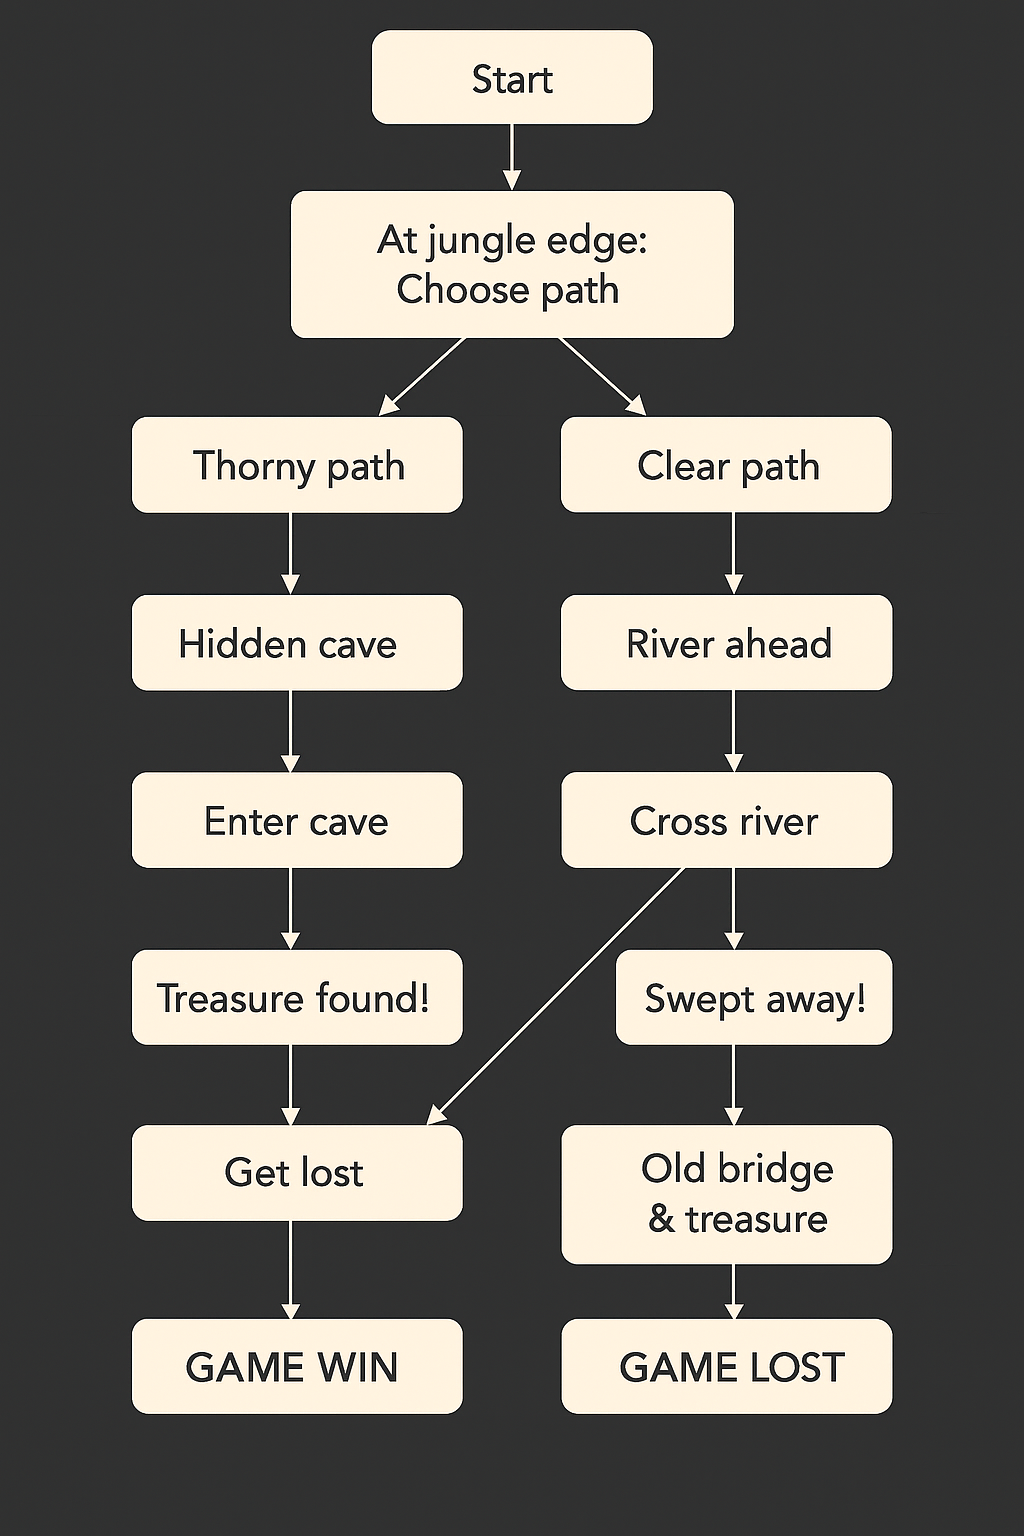 Start
At jungle edge:
Choose path
Thorny path
Clear path
Hidden cave
River ahead
Enter cave
Cross river
Treasure found!
Swept away!
Get lost
Old bridge
& treasure
GAME WIN
GAME LOST